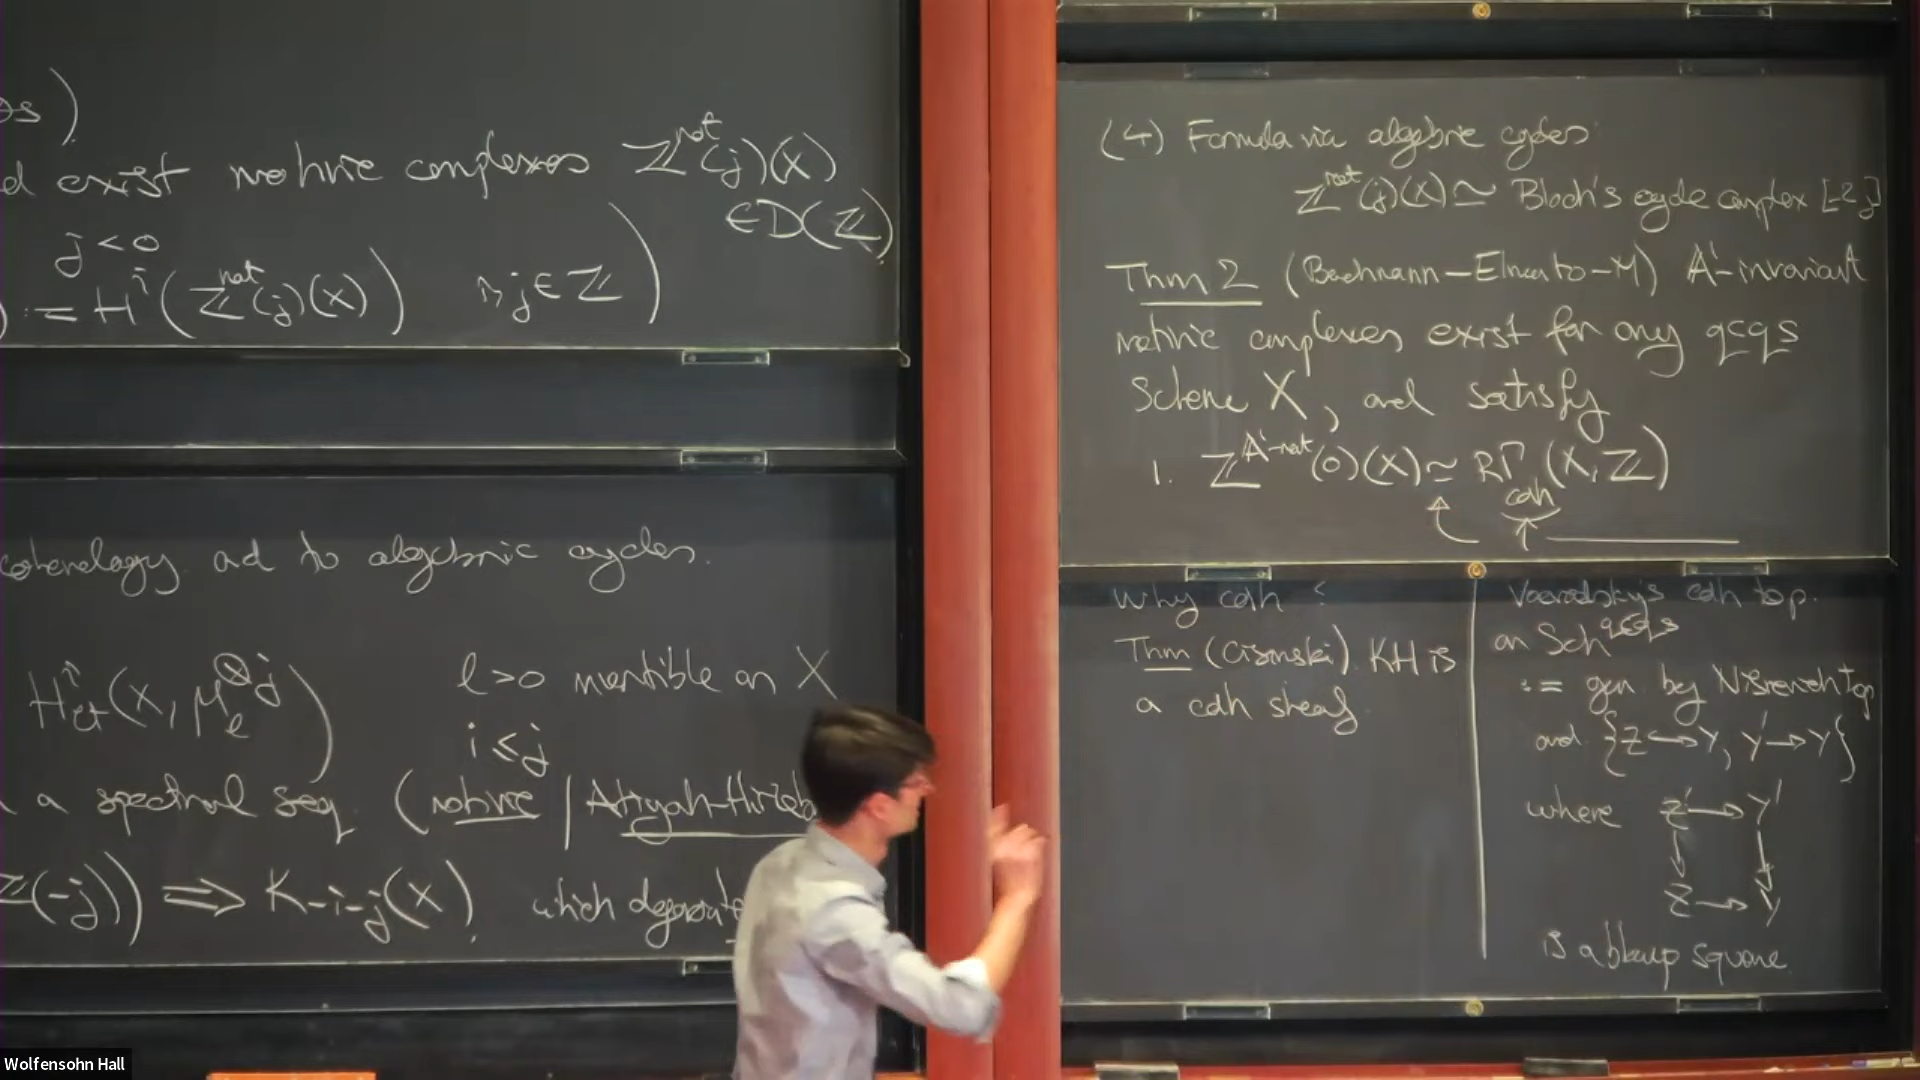 )
exist motivic complexes ℤ^mot(j)(X)
∈ D(ℤ)
j < 0
:= H^i(ℤ^mot(j)(X)) i, j ∈ ℤ )
cohomology ad to algebraic cycles.
H^i_ét(X, μ_ℓ^⊗j) ℓ>0 invertible on X
i ≤ j
a spectral seq. (motivic / Atiyah-Hirzeb
ℤ(-j)) ⟹ K_-i-j(X), which degenerate
(4) Formula via algebraic cycles:
ℤ^mot(j)(X) ≃ Bloch's cycle complex [-2j]
Thm 2 (Bachmann–Elmanto–M) A¹-invariant
motivic complexes exist for any qcqs
Scheme X, and satisfy
1. ℤ^A¹-mot(0)(X) ≃ RΓ_cdh(X, ℤ)
Why cdh?
Thm (Cisinski) KH is
a cdh sheaf.
Voevodsky's cdh top.
on Sch^qcqs
:= gen. by Nisnevich top
and {Z ↪ Y, Y' → Y}
where Z' → Y'
↓ ↓
Z → Y
is a blowup square
Wolfensohn Hall